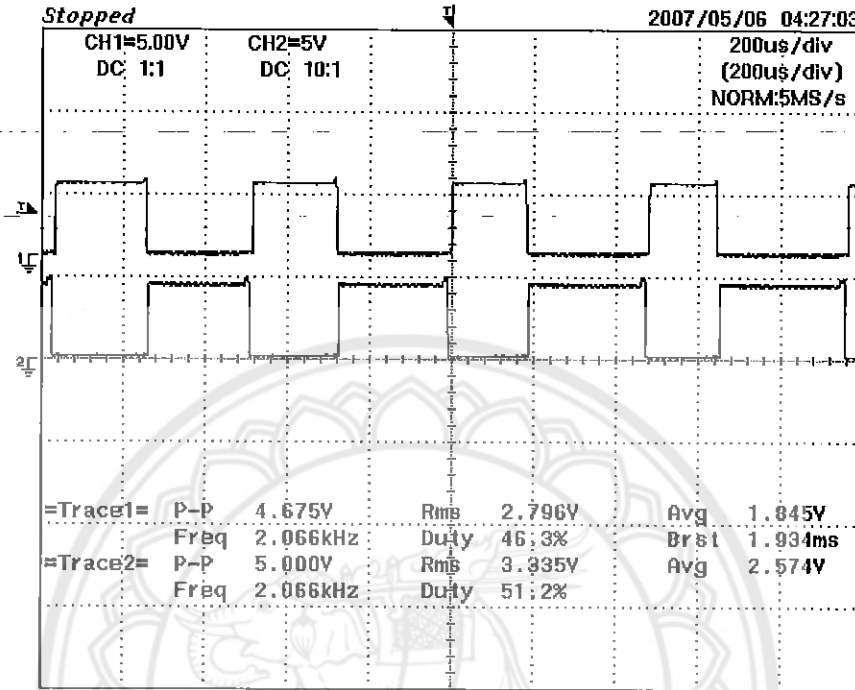 Stopped
2007/05/06 04:27:03
CH1=5.00V CH2=5V 200us/div
DC 1:1 DC 10:1 (200us/div)
NORM:5MS/s
T
T
1
2
=Trace1= P-P 4.675V Rms 2.796V Avg 1.845V
Freq 2.066kHz Duty 46.3% Brst 1.934ms
=Trace2= P-P 5.000V Rms 3.335V Avg 2.574V
Freq 2.066kHz Duty 51.2%